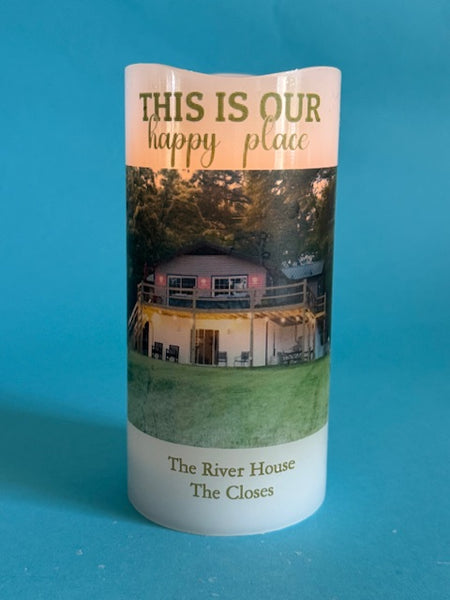 THIS IS OUR
happy place
The River House
The Closes